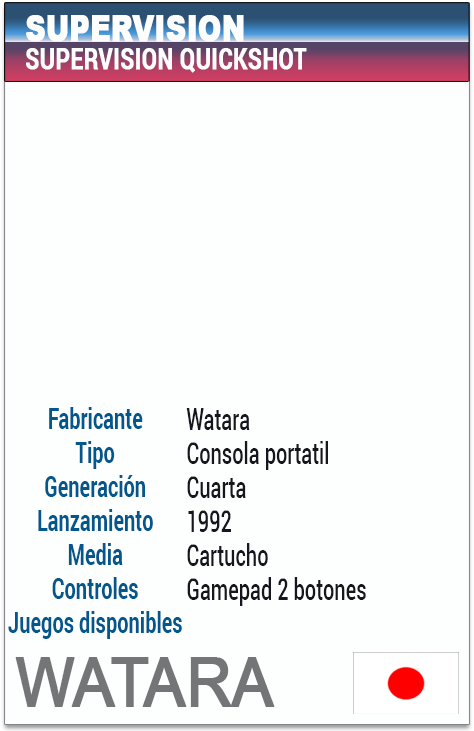 SUPERVISION
SUPERVISION QUICKSHOT
Fabricante Watara
Tipo Consola portatil
Generación Cuarta
Lanzamiento 1992
Media Cartucho
Controles Gamepad 2 botones
Juegos disponibles
WATARA